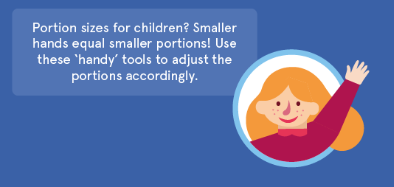 Portion sizes for children? Smaller
hands equal smaller portions! Use
these ‘handy’ tools to adjust the
portions accordingly.